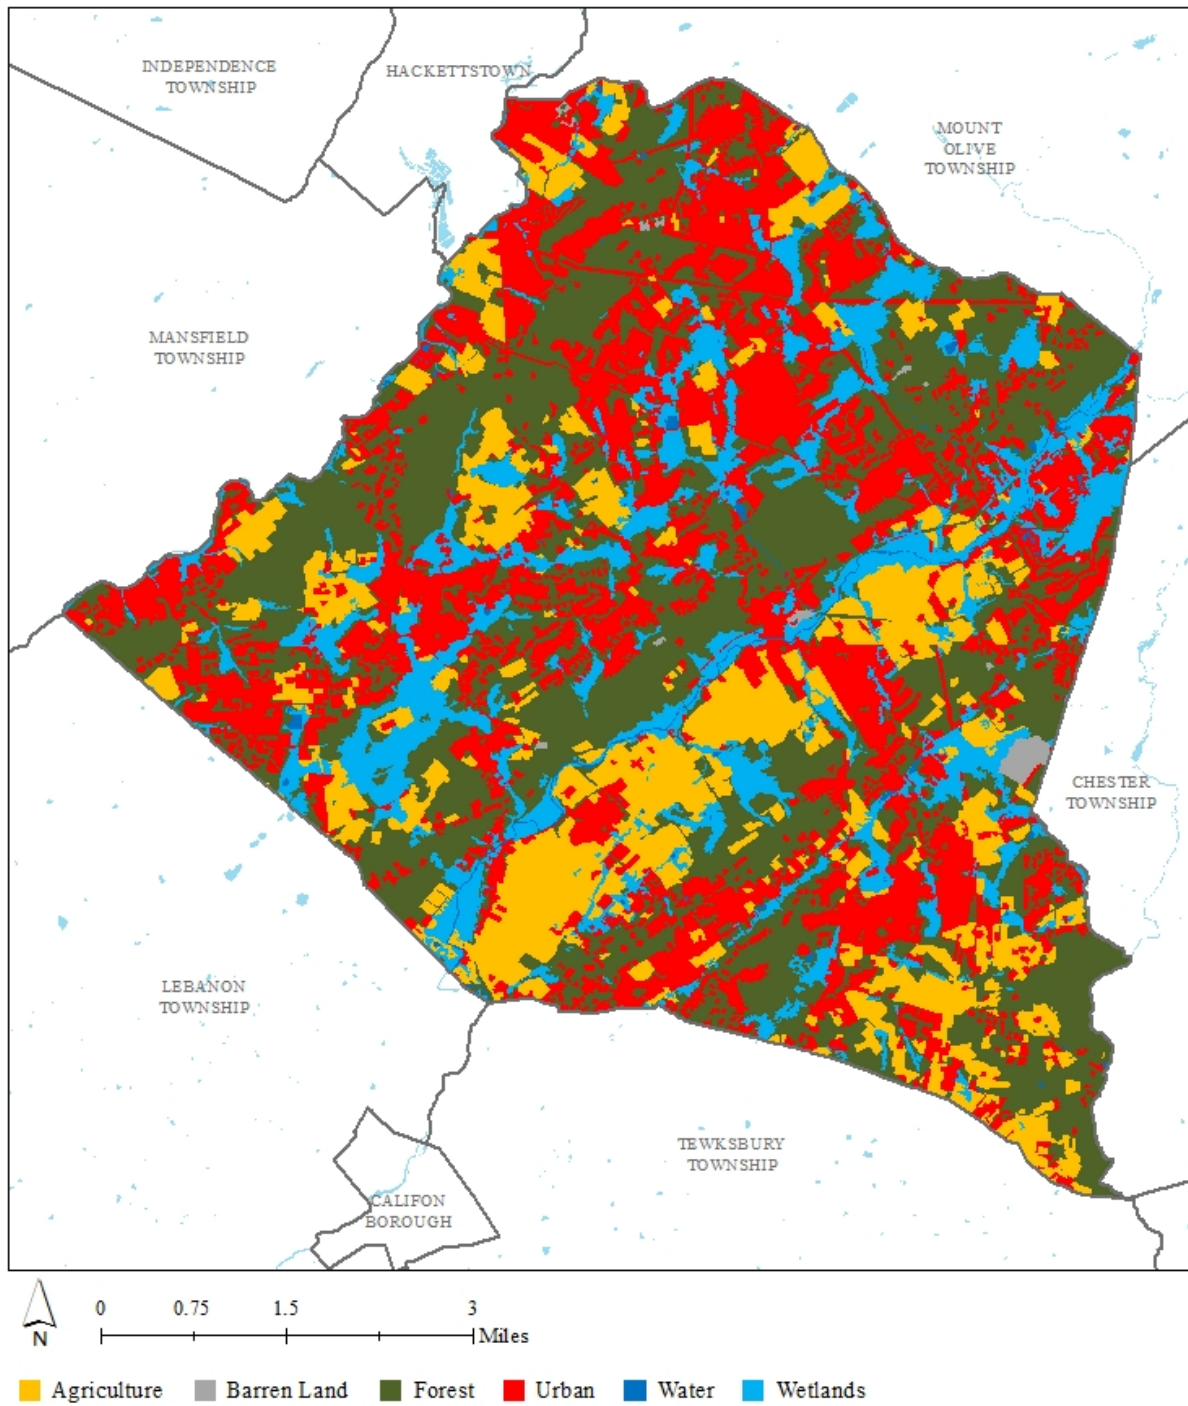 INDEPENDENCE
TOWNSHIP
HACKETTSTOWN
MOUNT
OLIVE
TOWNSHIP
MANSFIELD
TOWNSHIP
CHESTER
TOWNSHIP
LEBANON
TOWNSHIP
TEWKSBURY
TOWNSHIP
CALIFON
BOROUGH
N
0 0.75 1.5 3
Miles
Agriculture Barren Land Forest Urban Water Wetlands